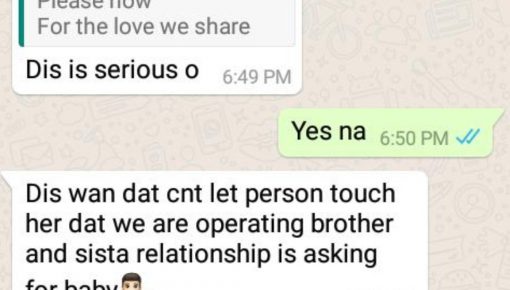 Please now
For the love we share
Dis is serious o 6:49 PM
Yes na 6:50 PM
Dis wan dat cnt let person touch
her dat we are operating brother
and sista relationship is asking
for baby